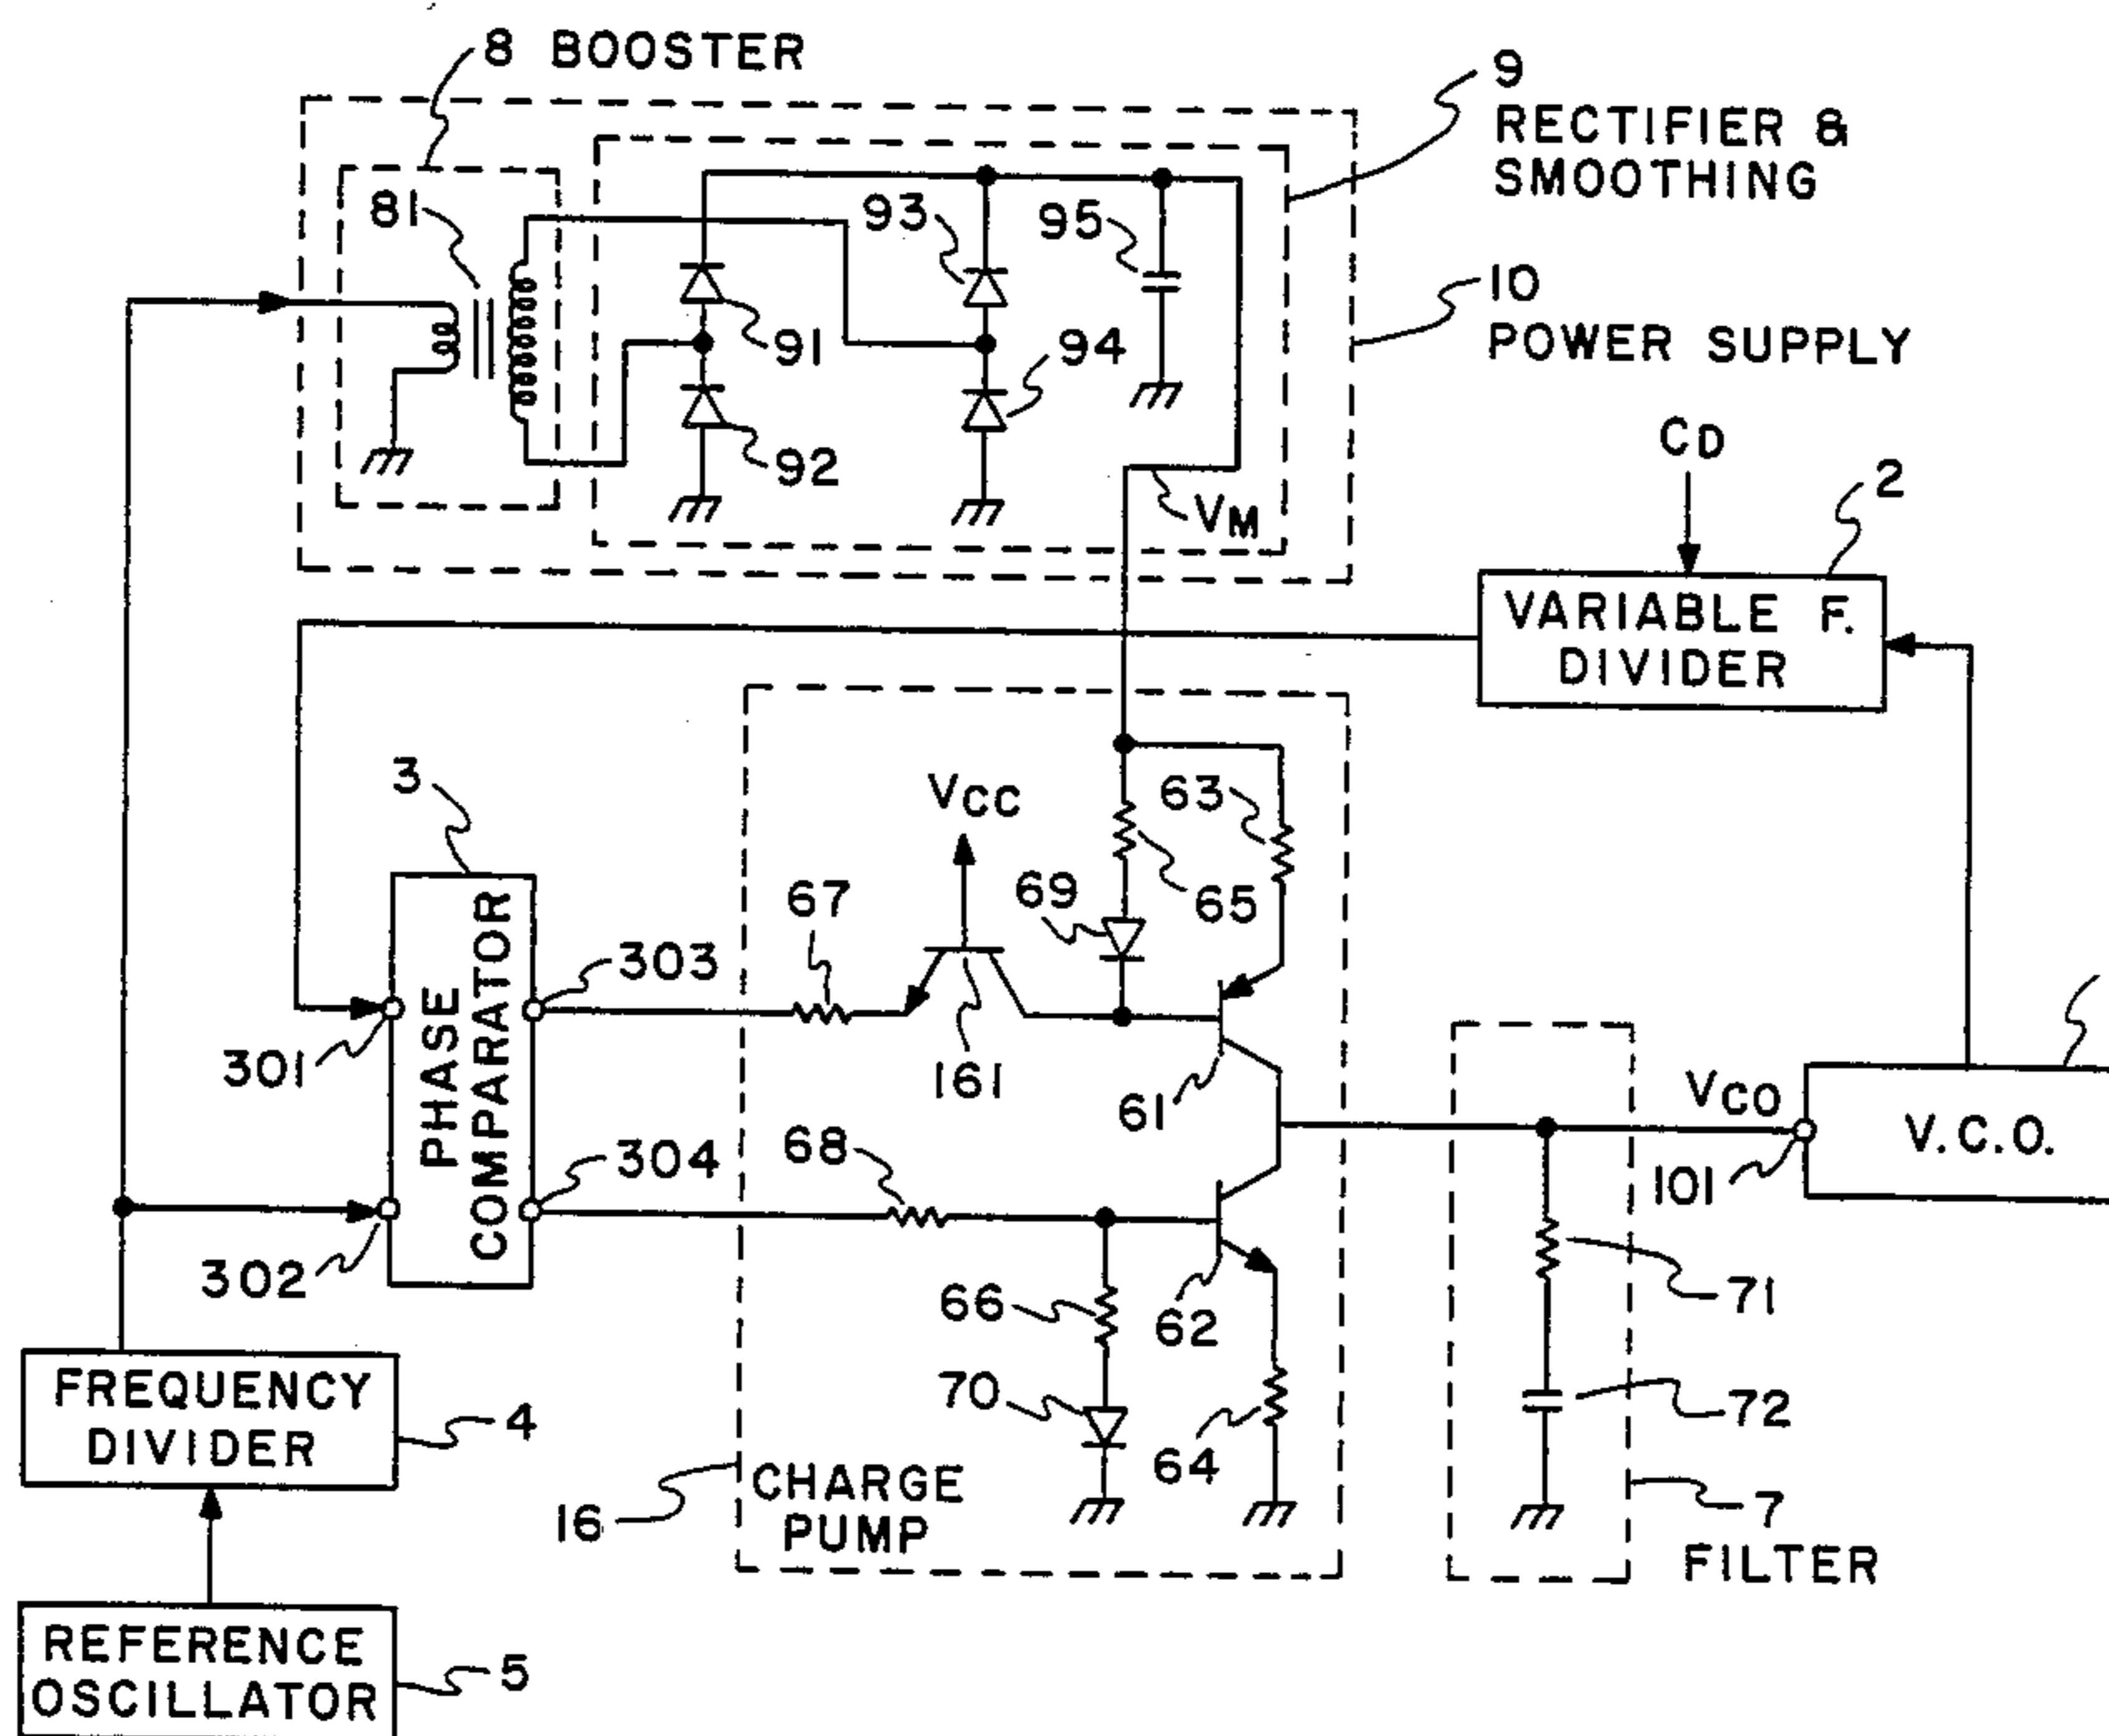 8 BOOSTER
9
RECTIFIER &
SMOOTHING
81
93
95
10
POWER SUPPLY
91
94
92
CD
2
VM
VARIABLE F.
DIVIDER
3
VCC
63
67
69
65
303
PHASE
COMPARATOR
301
161
61
VCO
V.C.O.
101
304
68
302
66
62
71
70
72
64
FREQUENCY
DIVIDER
4
CHARGE
PUMP
16
7
FILTER
REFERENCE
OSCILLATOR
5